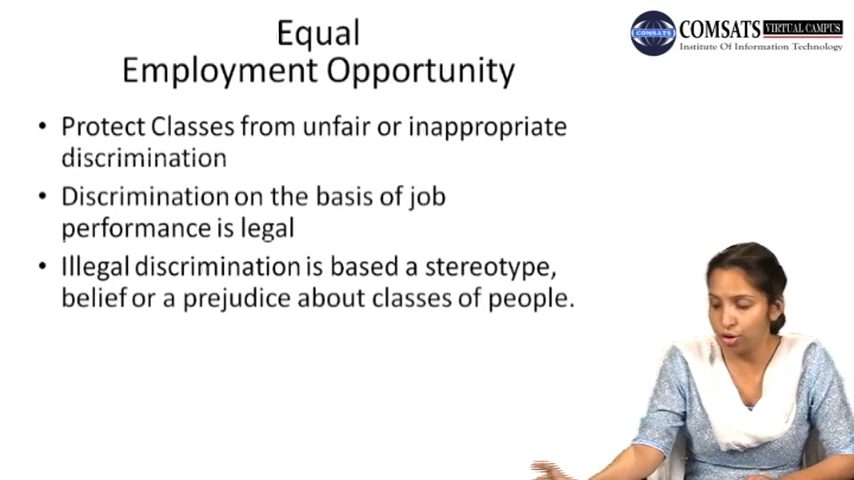 Equal
Employment Opportunity
COMSATS VIRTUAL CAMPUS
COMSATS
Institute Of Information Technology
• Protect Classes from unfair or inappropriate
discrimination
• Discrimination on the basis of job
performance is legal
• Illegal discrimination is based a stereotype,
belief or a prejudice about classes of people.